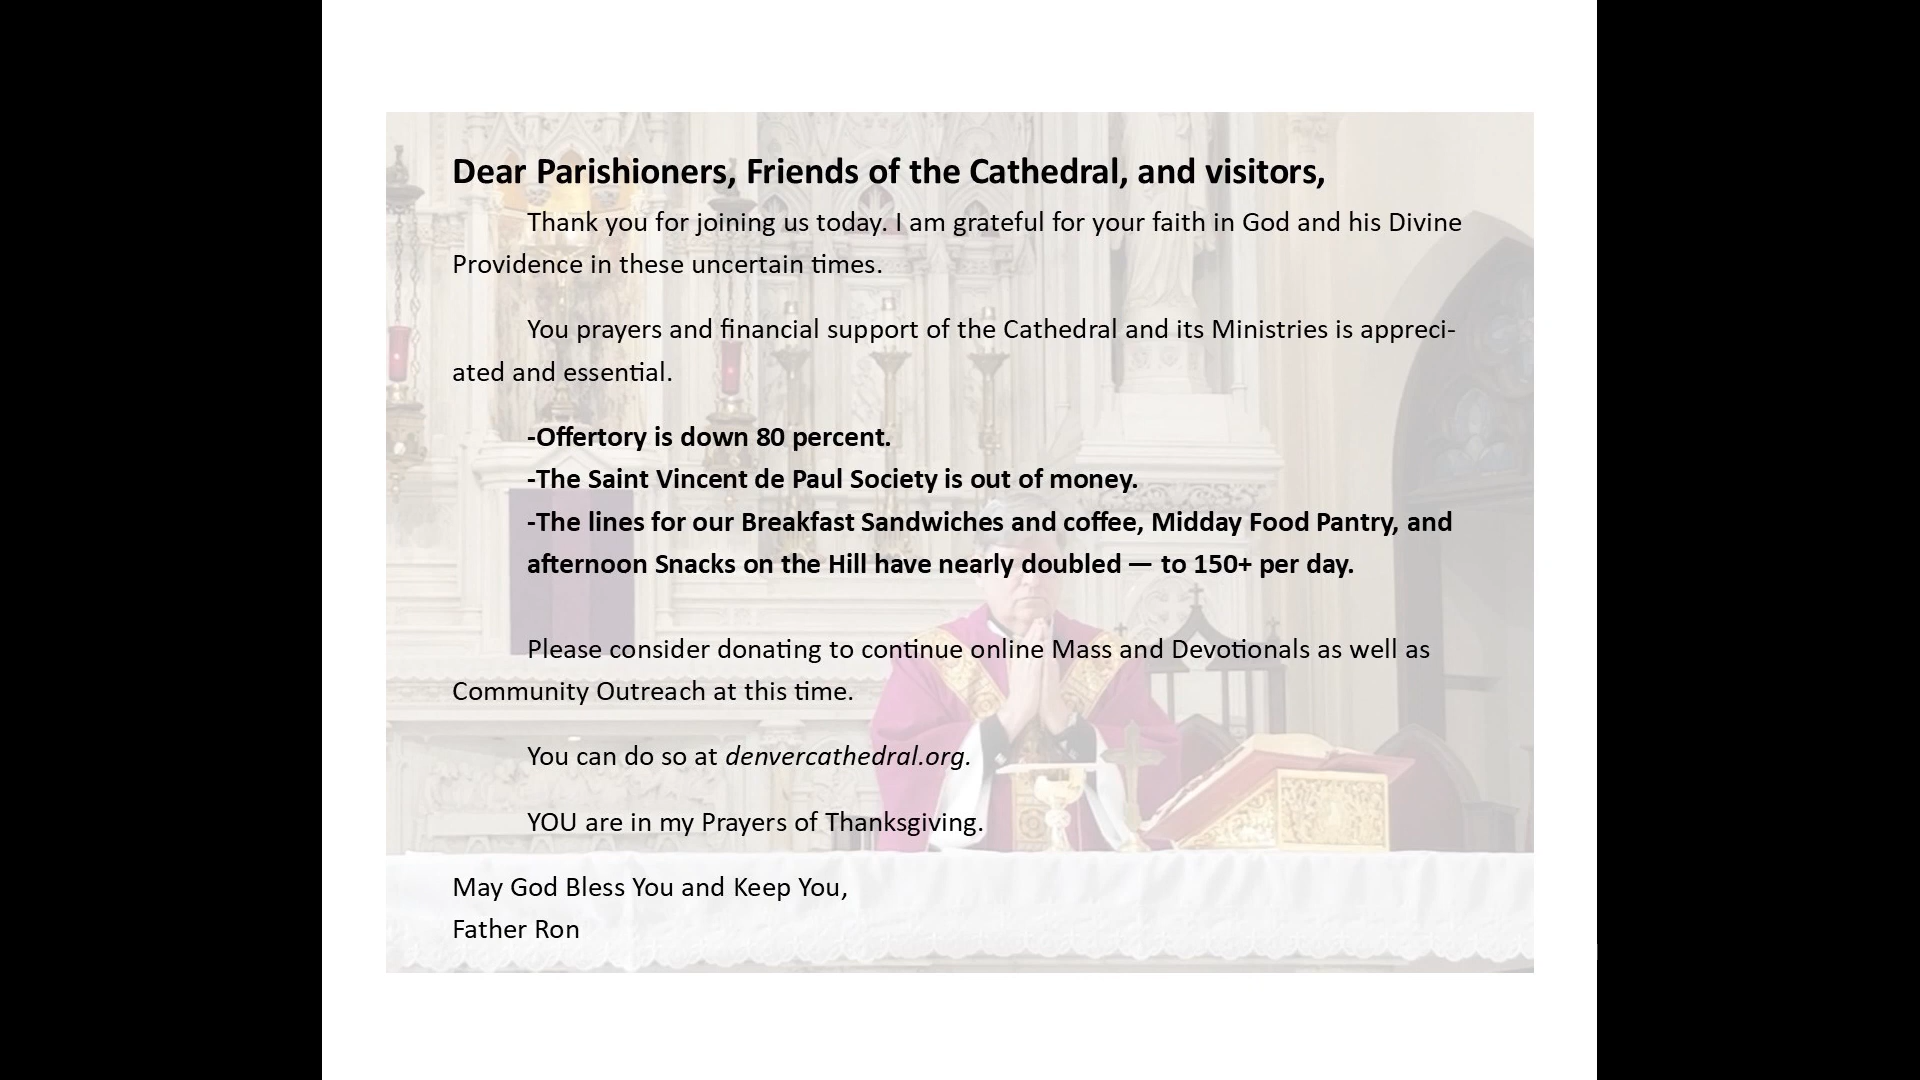 Dear Parishioners, Friends of the Cathedral, and visitors,
Thank you for joining us today. I am grateful for your faith in God and his Divine
Providence in these uncertain times.
You prayers and financial support of the Cathedral and its Ministries is appreci-
ated and essential.
-Offertory is down 80 percent.
-The Saint Vincent de Paul Society is out of money.
-The lines for our Breakfast Sandwiches and coffee, Midday Food Pantry, and
afternoon Snacks on the Hill have nearly doubled — to 150+ per day.
Please consider donating to continue online Mass and Devotionals as well as
Community Outreach at this time.
You can do so at denvercathedral.org.
YOU are in my Prayers of Thanksgiving.
May God Bless You and Keep You,
Father Ron